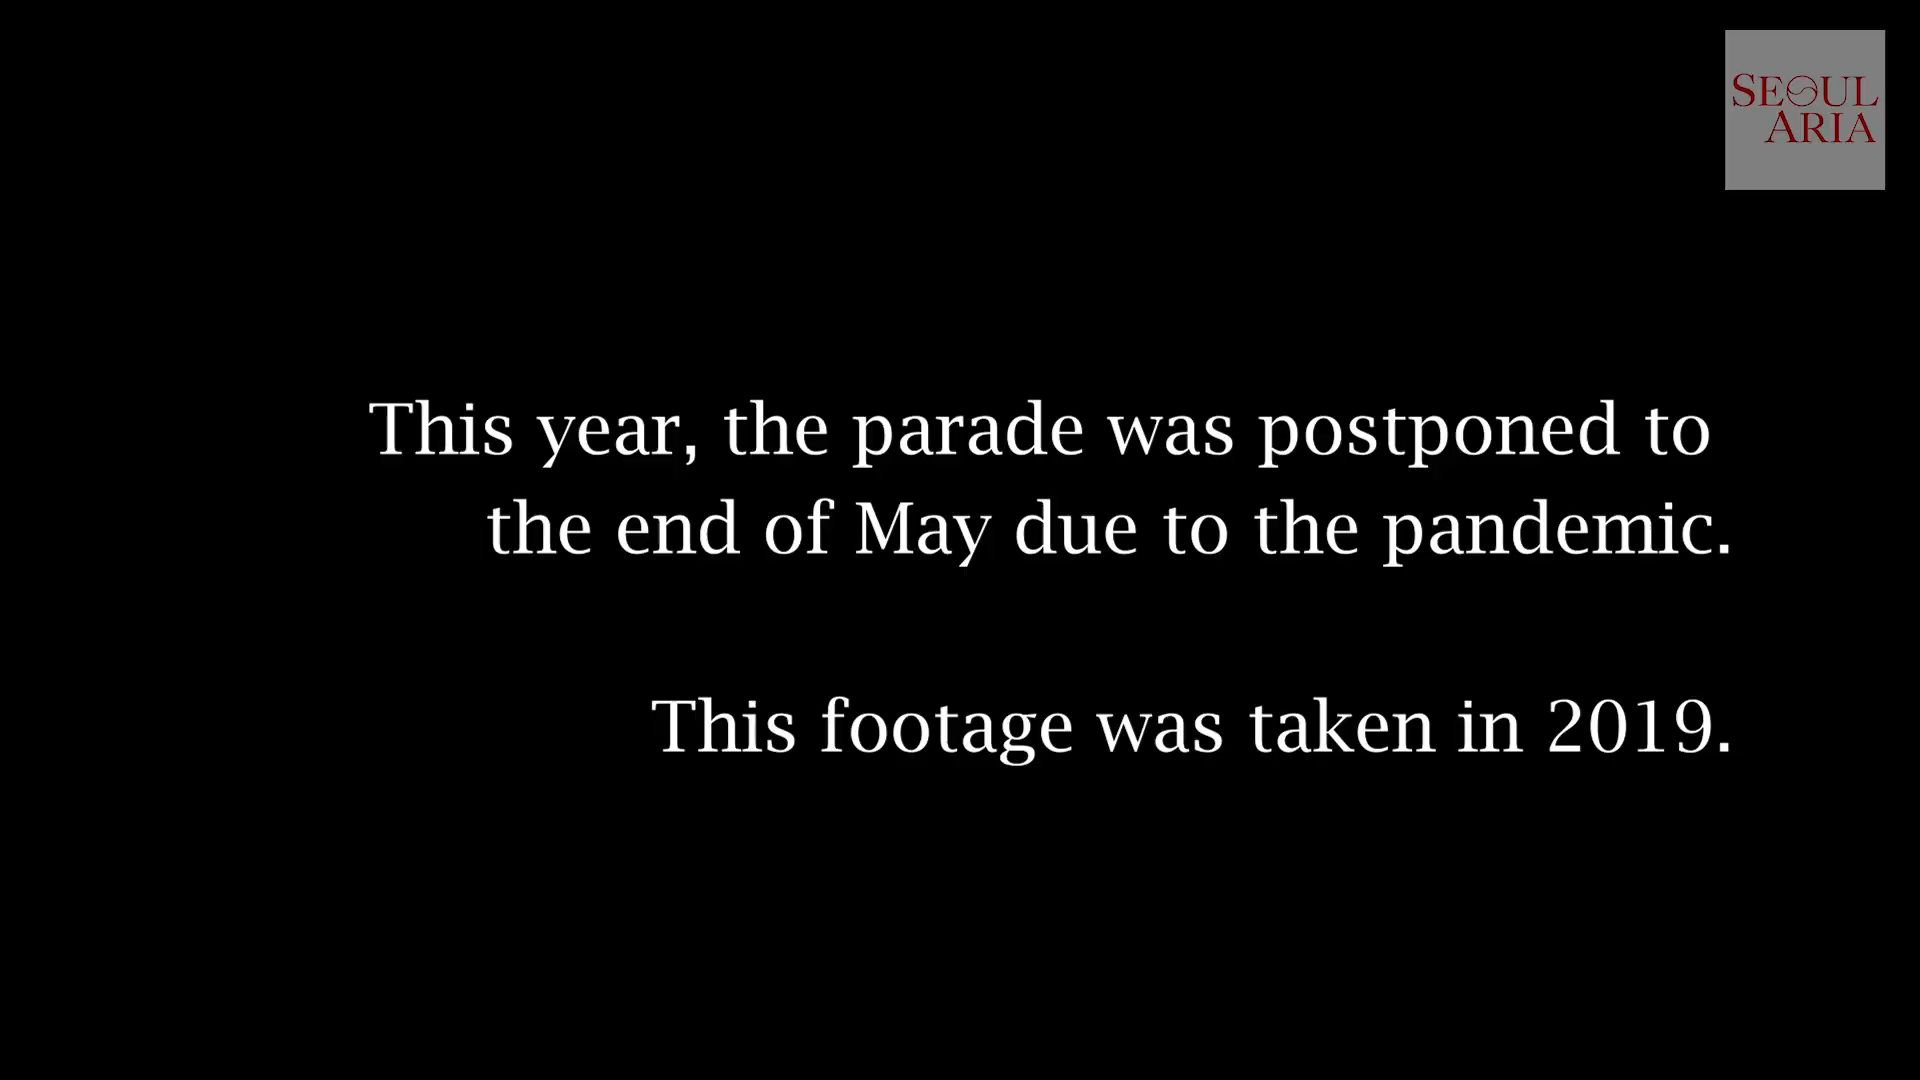 SEOUL
ARIA
This year, the parade was postponed to
the end of May due to the pandemic.
This footage was taken in 2019.